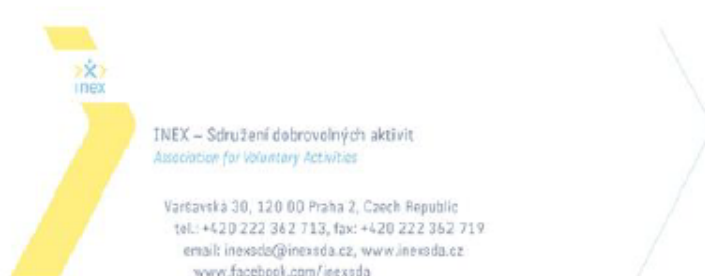 inex
INEX – Sdružení dobrovolných aktivit
Association for Voluntary Activities
Varšavská 30, 120 00 Praha 2, Czech Republic
tel.: +420 222 362 713, fax: +420 222 362 719
email: inexsda@inexsda.cz, www.inexsda.cz
www.facebook.com/inexsda